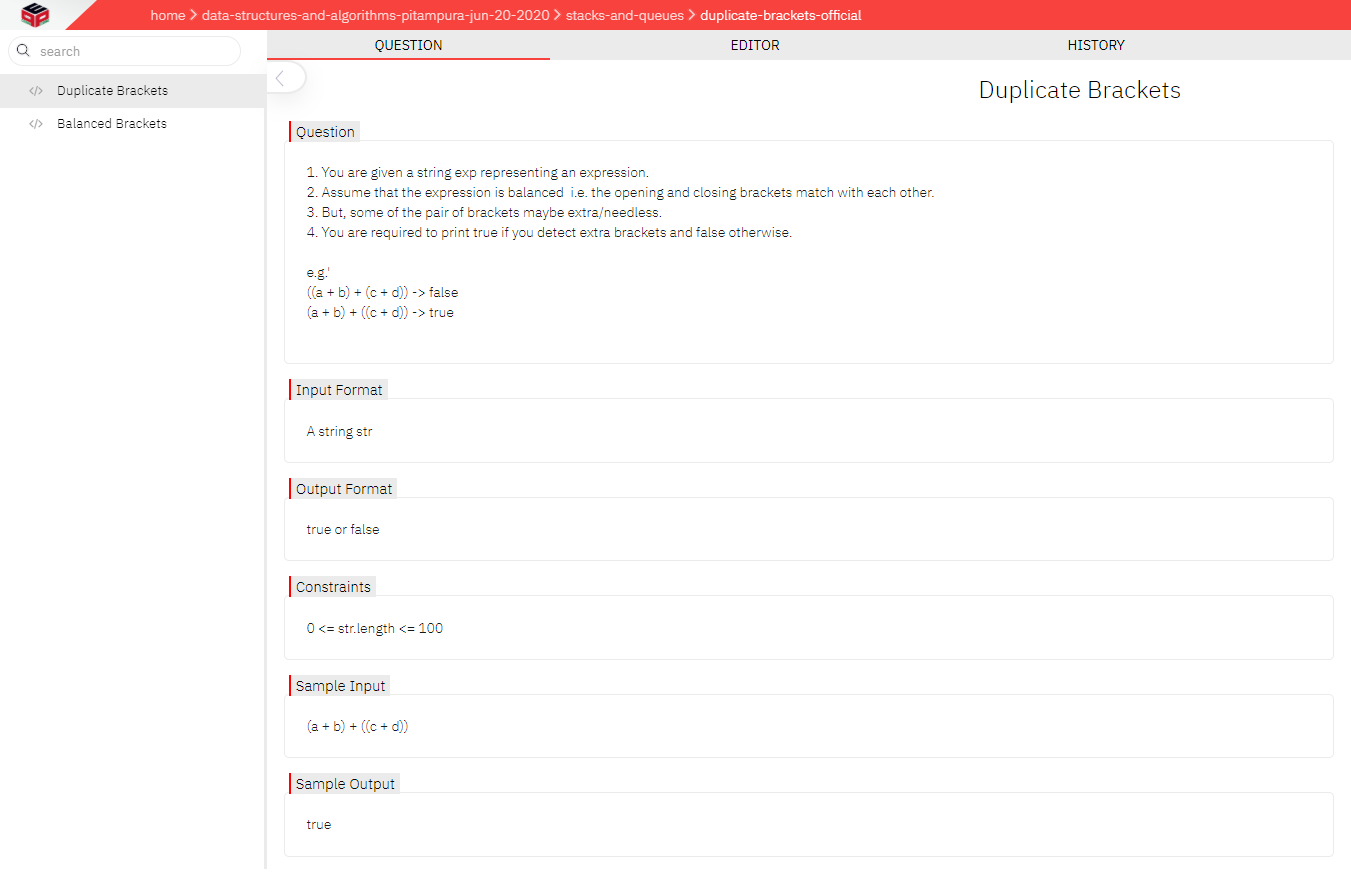 home > data-structures-and-algorithms-pitampura-jun-20-2020 > stacks-and-queues > duplicate-brackets-official
search
Duplicate Brackets
Balanced Brackets
QUESTION EDITOR HISTORY
Duplicate Brackets
Question
1. You are given a string exp representing an expression.
2. Assume that the expression is balanced  i.e. the opening and closing brackets match with each other.
3. But, some of the pair of brackets maybe extra/needless.
4. You are required to print true if you detect extra brackets and false otherwise.
e.g.'
((a + b) + (c + d)) -> false
(a + b) + ((c + d)) -> true
Input Format
A string str
Output Format
true or false
Constraints
0 <= str.length <= 100
Sample Input
(a + b) + ((c + d))
Sample Output
true